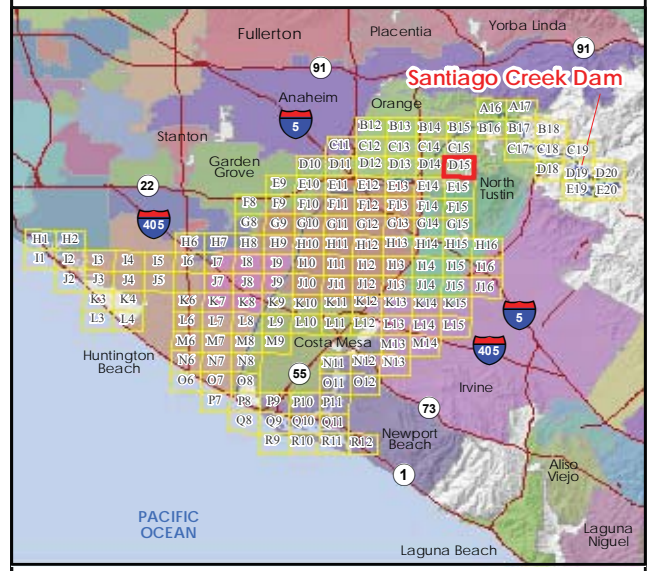 Yorba Linda
Fullerton
Placentia
91
91
Santiago Creek Dam
Anaheim
Orange
A16 A17
5
B12 B13 B14 B15 B16 B17 B18
Stanton
C11 C12 C13 C14 C15 C17 C18 C19
Garden
Grove
D10 D11 D12 D13 D14 D15 D18 D19 D20
North
Tustin
22
E9 E10 E11 E12 E13 E14 E15 E19 E20
F8 F9 F10 F11 F12 F13 F14 F15
405
G8 G9 G10 G11 G12 G13 G14 G15
H1 H2 H6 H7 H8 H9 H10 H11 H12 H13 H14 H15 H16
I1 I2 I3 I4 I5 I6 I7 I8 I9 I10 I11 I12 I13 I14 I15 I16
J2 J3 J4 J5 J7 J8 J9 J10 J11 J12 J13 J14 J15 J16
K3 K4 K6 K7 K8 K9 K10 K11 K12 K13 K14 K15
5
L3 L4 L6 L7 L8 L9 L10 L11 L12 L13 L14 L15
M6 M7 M8 M9 Costa Mesa M13 M14
405
Huntington
Beach
N6 N7 N8 N11 N12 N13
55
O6 O7 O8 O11 O12
Irvine
P7 P8 P9 P10 P11
73
Q8 Q9 Q10 Q11
Newport
Beach
R9 R10 R11 R12
1
Aliso
Viejo
PACIFIC
OCEAN
Laguna
Niguel
Laguna Beach